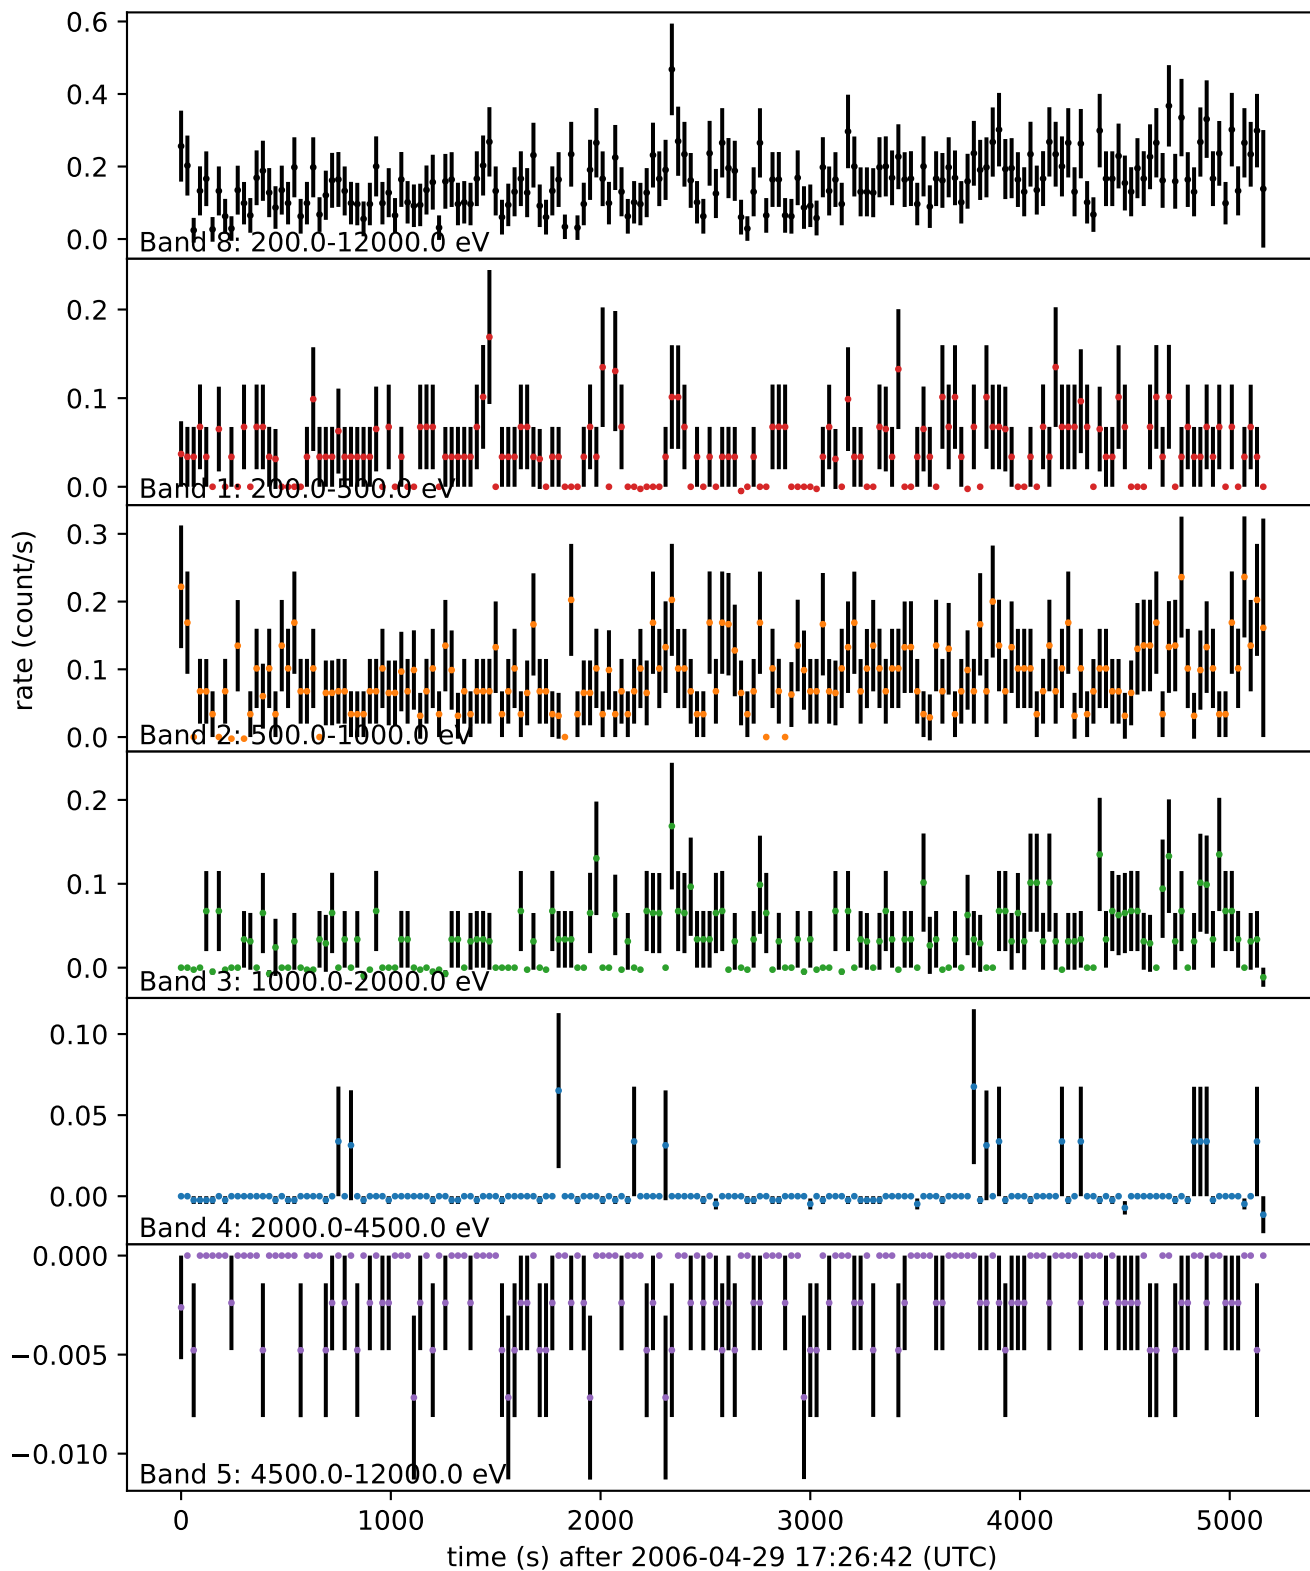 0.6
0.4
0.2
0.0
Band 8: 200.0-12000.0 eV
0.2
0.1
0.0
Band 1: 200.0-500.0 eV
rate (count/s)
0.3
0.2
0.1
0.0
Band 2: 500.0-1000.0 eV
0.2
0.1
0.0
Band 3: 1000.0-2000.0 eV
0.10
0.05
0.00
Band 4: 2000.0-4500.0 eV
0.000
−0.005
−0.010
Band 5: 4500.0-12000.0 eV
0 1000 2000 3000 4000 5000
time (s) after 2006-04-29 17:26:42 (UTC)